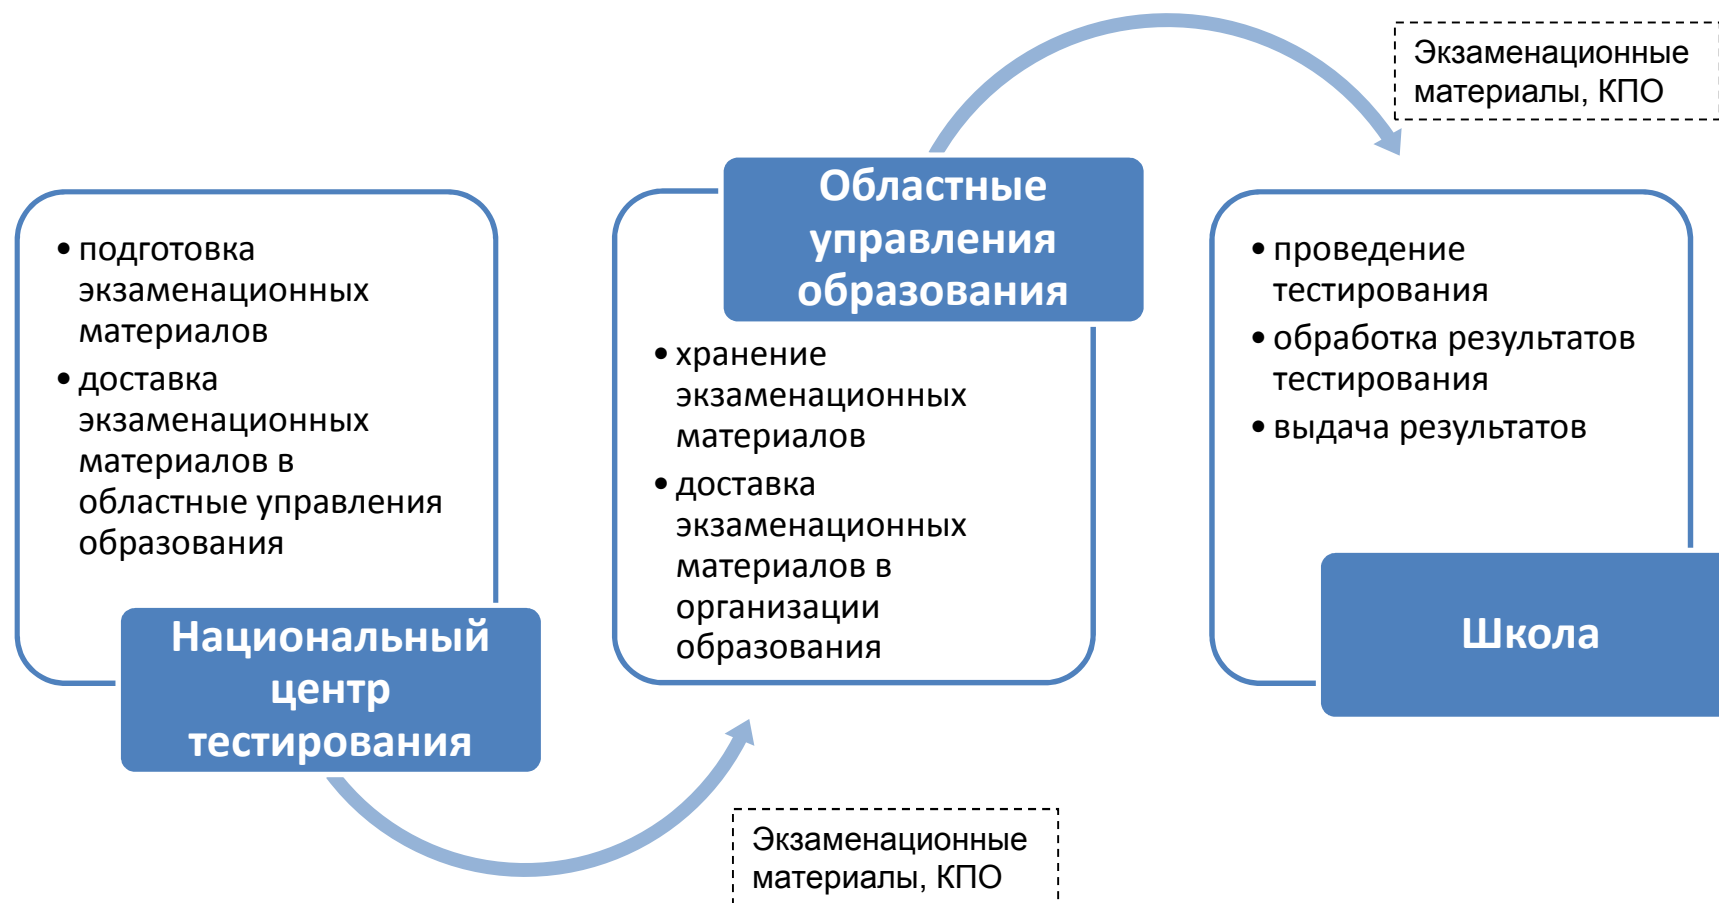 • подготовка
экзаменационных
материалов
• доставка
экзаменационных
материалов в
областные управления
образования
Национальный
центр
тестирования
Экзаменационные
материалы, КПО
Областные
управления
образования
• хранение
экзаменационных
материалов
• доставка
экзаменационных
материалов в
организации
образования
Экзаменационные
материалы, КПО
• проведение
тестирования
• обработка результатов
тестирования
• выдача результатов
Школа